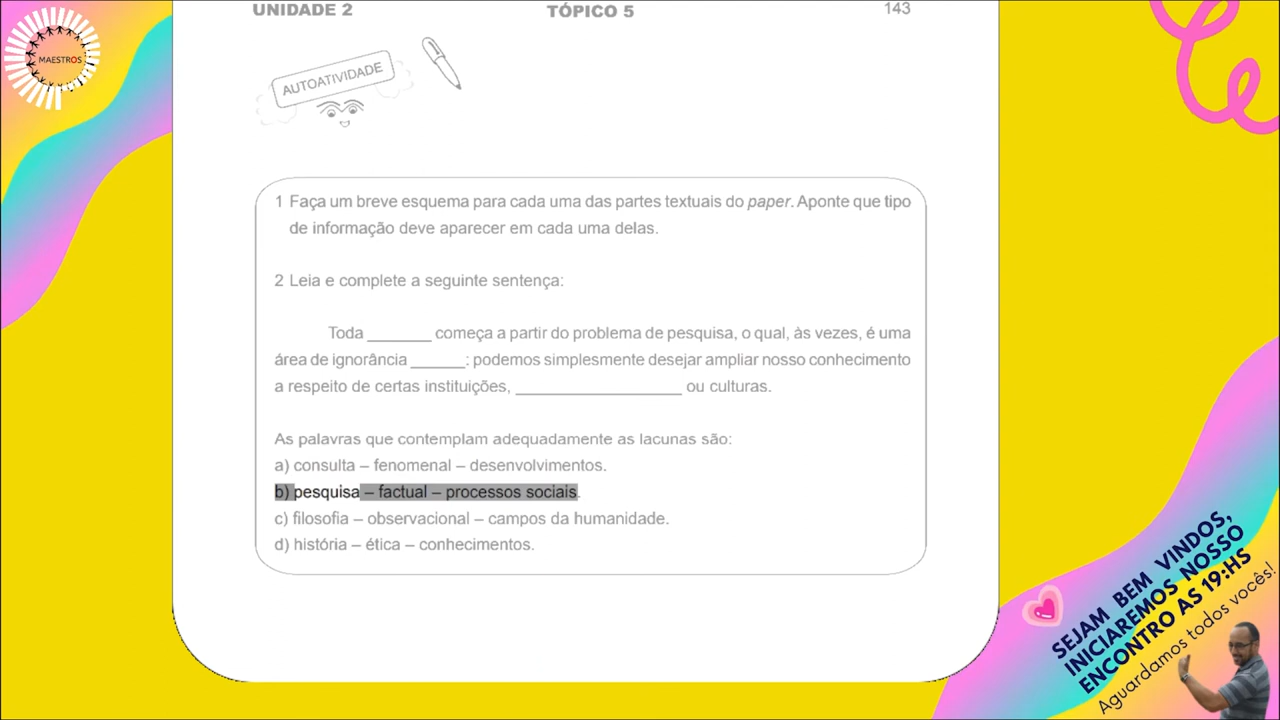 UNIDADE 2 TÓPICO 5 143
MAESTROS
AUTOATIVIDADE
1 Faça um breve esquema para cada uma das partes textuais do paper. Aponte que tipo
de informação deve aparecer em cada uma delas.
2 Leia e complete a seguinte sentença:
Toda _______ começa a partir do problema de pesquisa, o qual, às vezes, é uma
área de ignorância ______: podemos simplesmente desejar ampliar nosso conhecimento
a respeito de certas instituições, __________________ ou culturas.
As palavras que contemplam adequadamente as lacunas são:
a) consulta – fenomenal – desenvolvimentos.
b) pesquisa – factual – processos sociais.
c) filosofia – observacional – campos da humanidade.
d) história – ética – conhecimentos.
SEJAM BEM VINDOS,
INICIAREMOS NOSSO
ENCONTRO AS 19:HS
Aguardamos todos vocês!